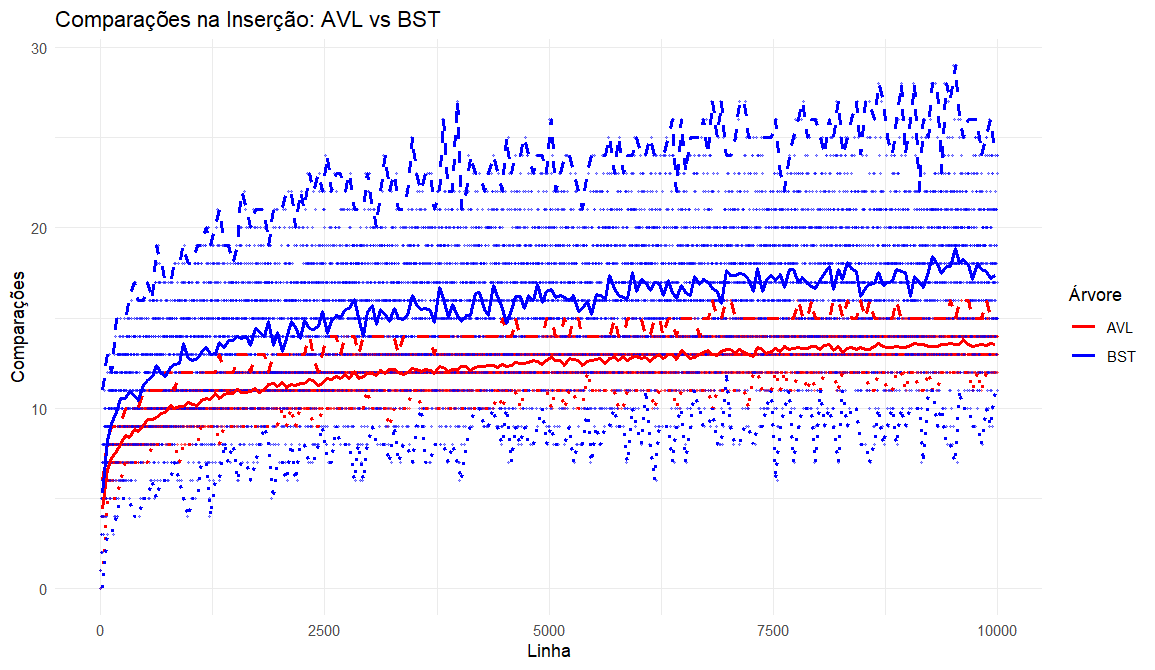 Comparações na Inserção: AVL vs BST
30
20
10
0
Comparações
0 2500 5000 7500 10000
Linha
Árvore
AVL
BST